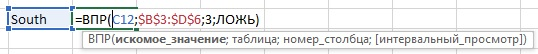 South =ВПР(C12;$B$3:$D$6;3;ЛОЖЬ)
ВПР(искомое_значение; таблица; номер_столбца; [интервальный_просмотр])